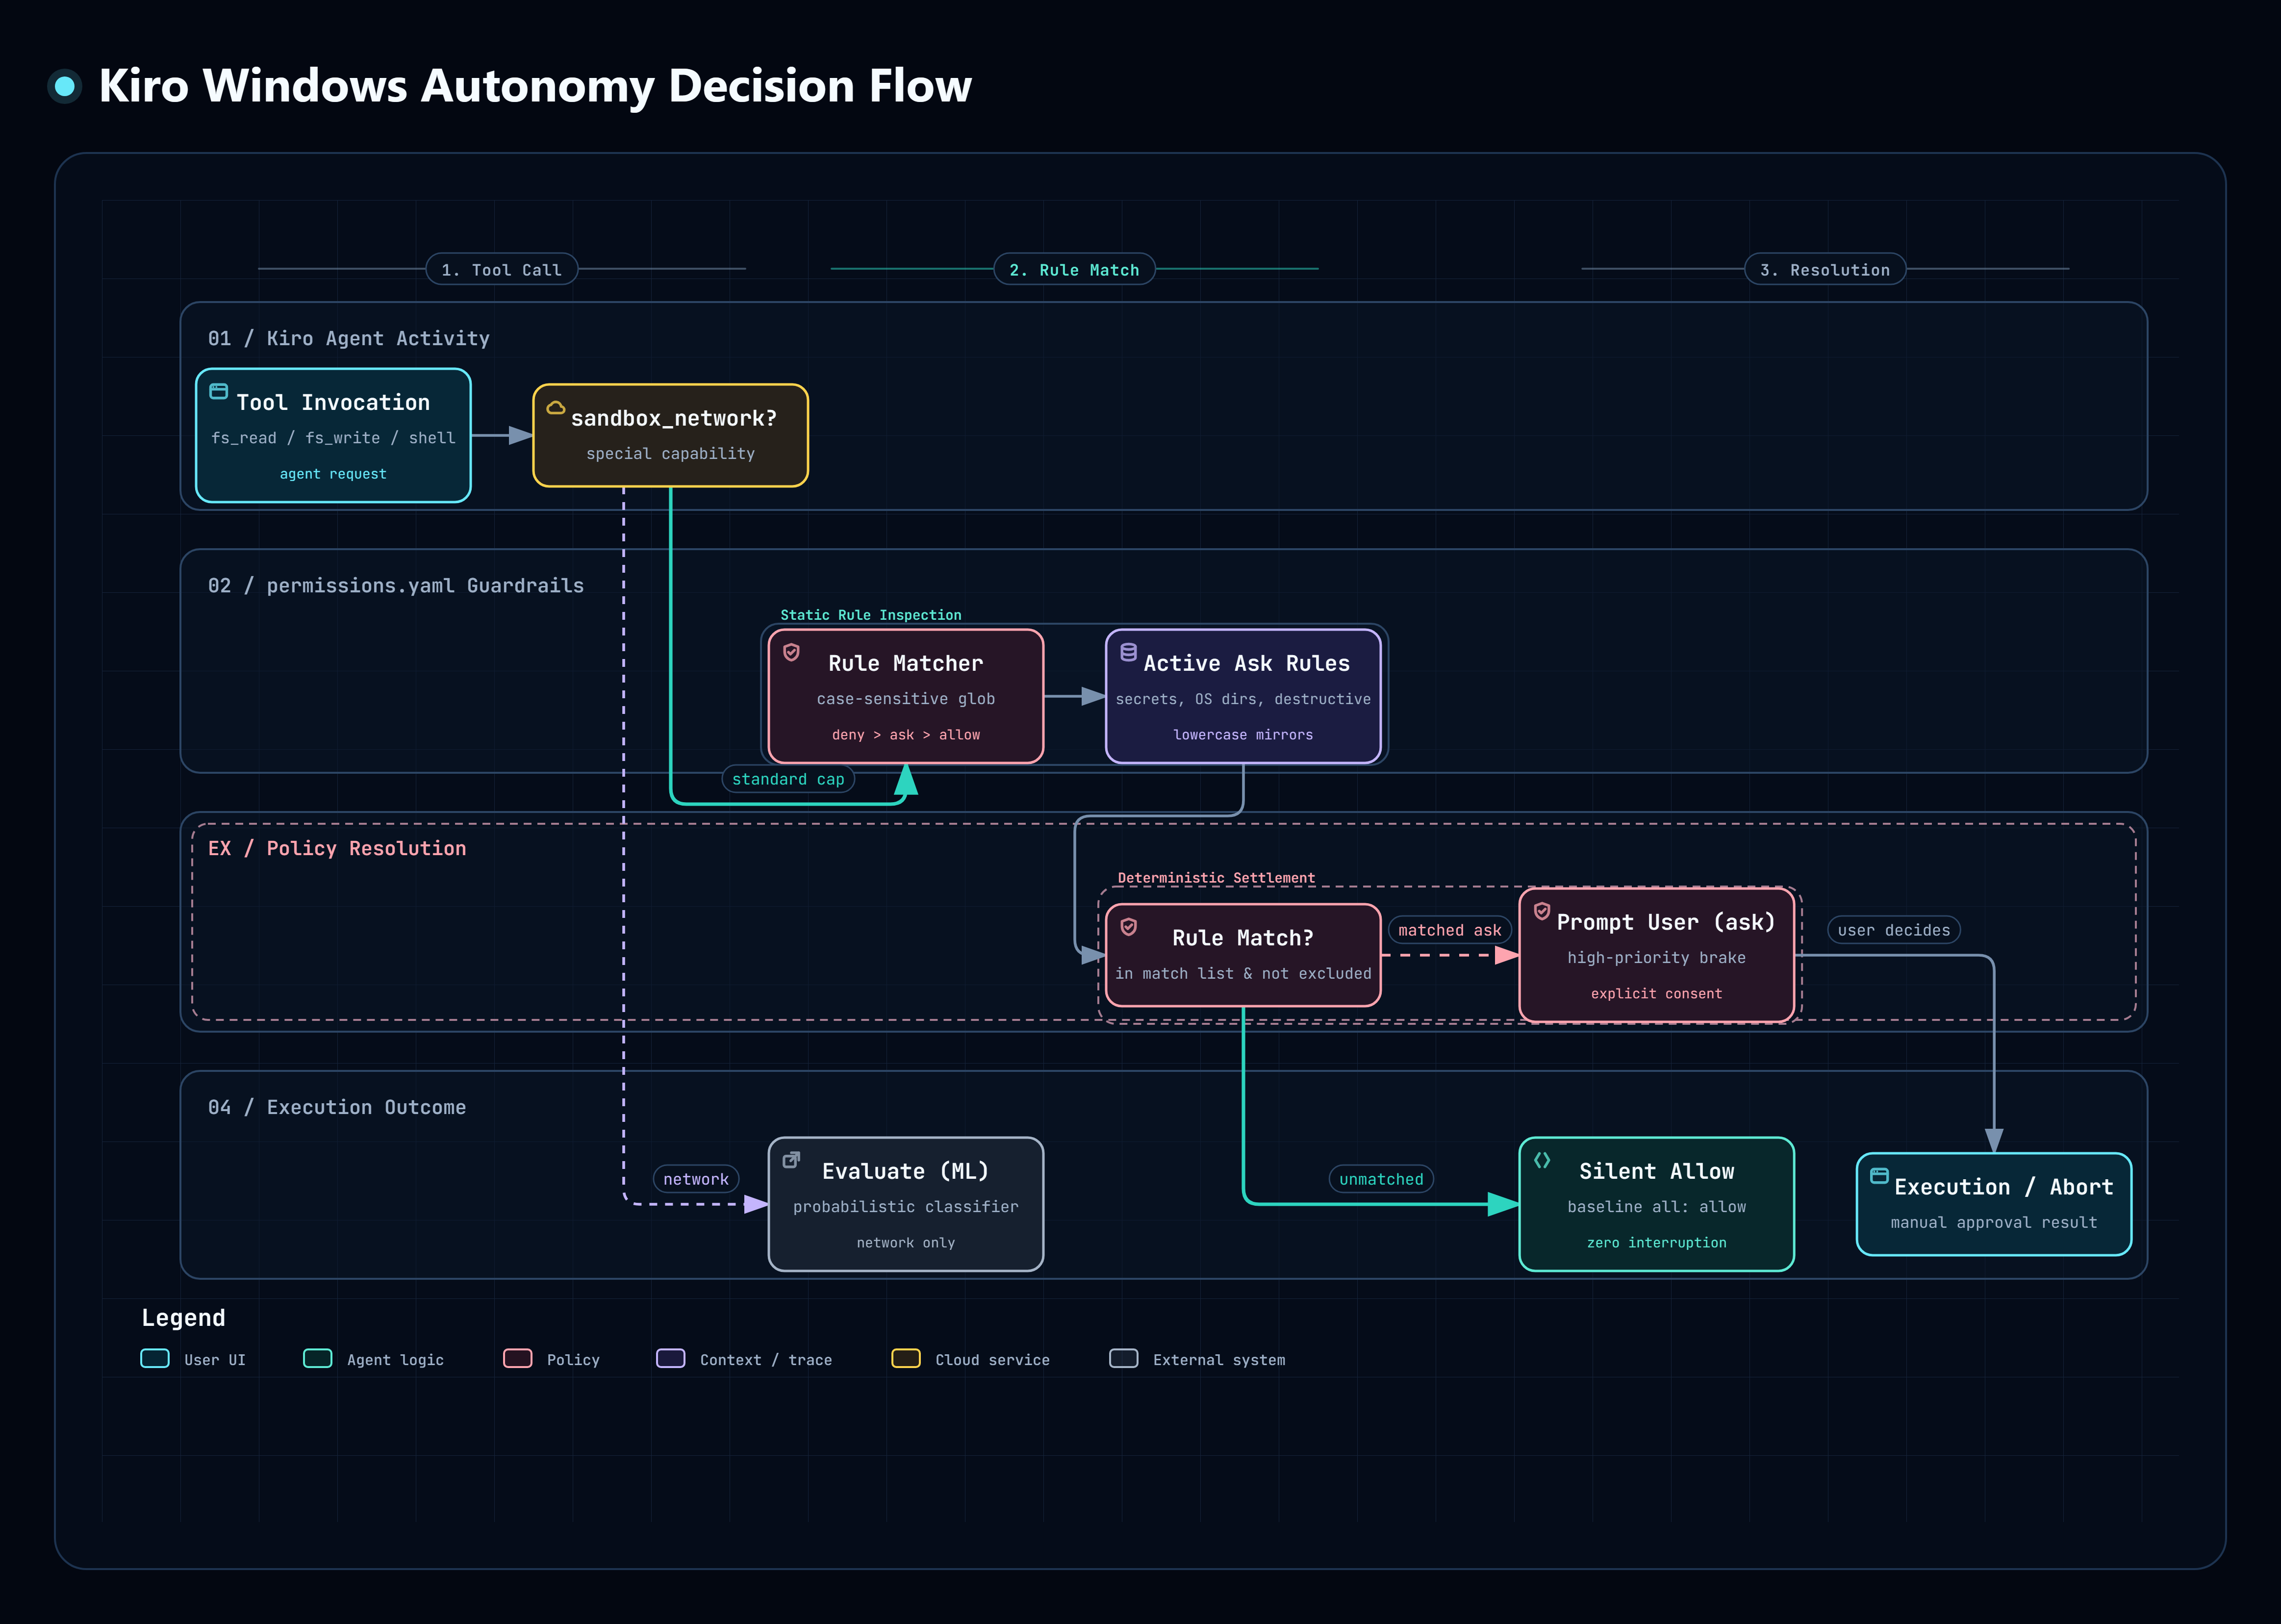 Kiro Windows Autonomy Decision Flow
1. Tool Call
2. Rule Match
3. Resolution
01 / Kiro Agent Activity
Tool Invocation
fs_read / fs_write / shell
agent request
sandbox_network?
special capability
02 / permissions.yaml Guardrails
Static Rule Inspection
Rule Matcher
case-sensitive glob
deny > ask > allow
Active Ask Rules
secrets, OS dirs, destructive
lowercase mirrors
standard cap
EX / Policy Resolution
Deterministic Settlement
Rule Match?
in match list & not excluded
matched ask
Prompt User (ask)
high-priority brake
explicit consent
user decides
04 / Execution Outcome
network
Evaluate (ML)
probabilistic classifier
network only
unmatched
Silent Allow
baseline all: allow
zero interruption
Execution / Abort
manual approval result
Legend
User UI
Agent logic
Policy
Context / trace
Cloud service
External system